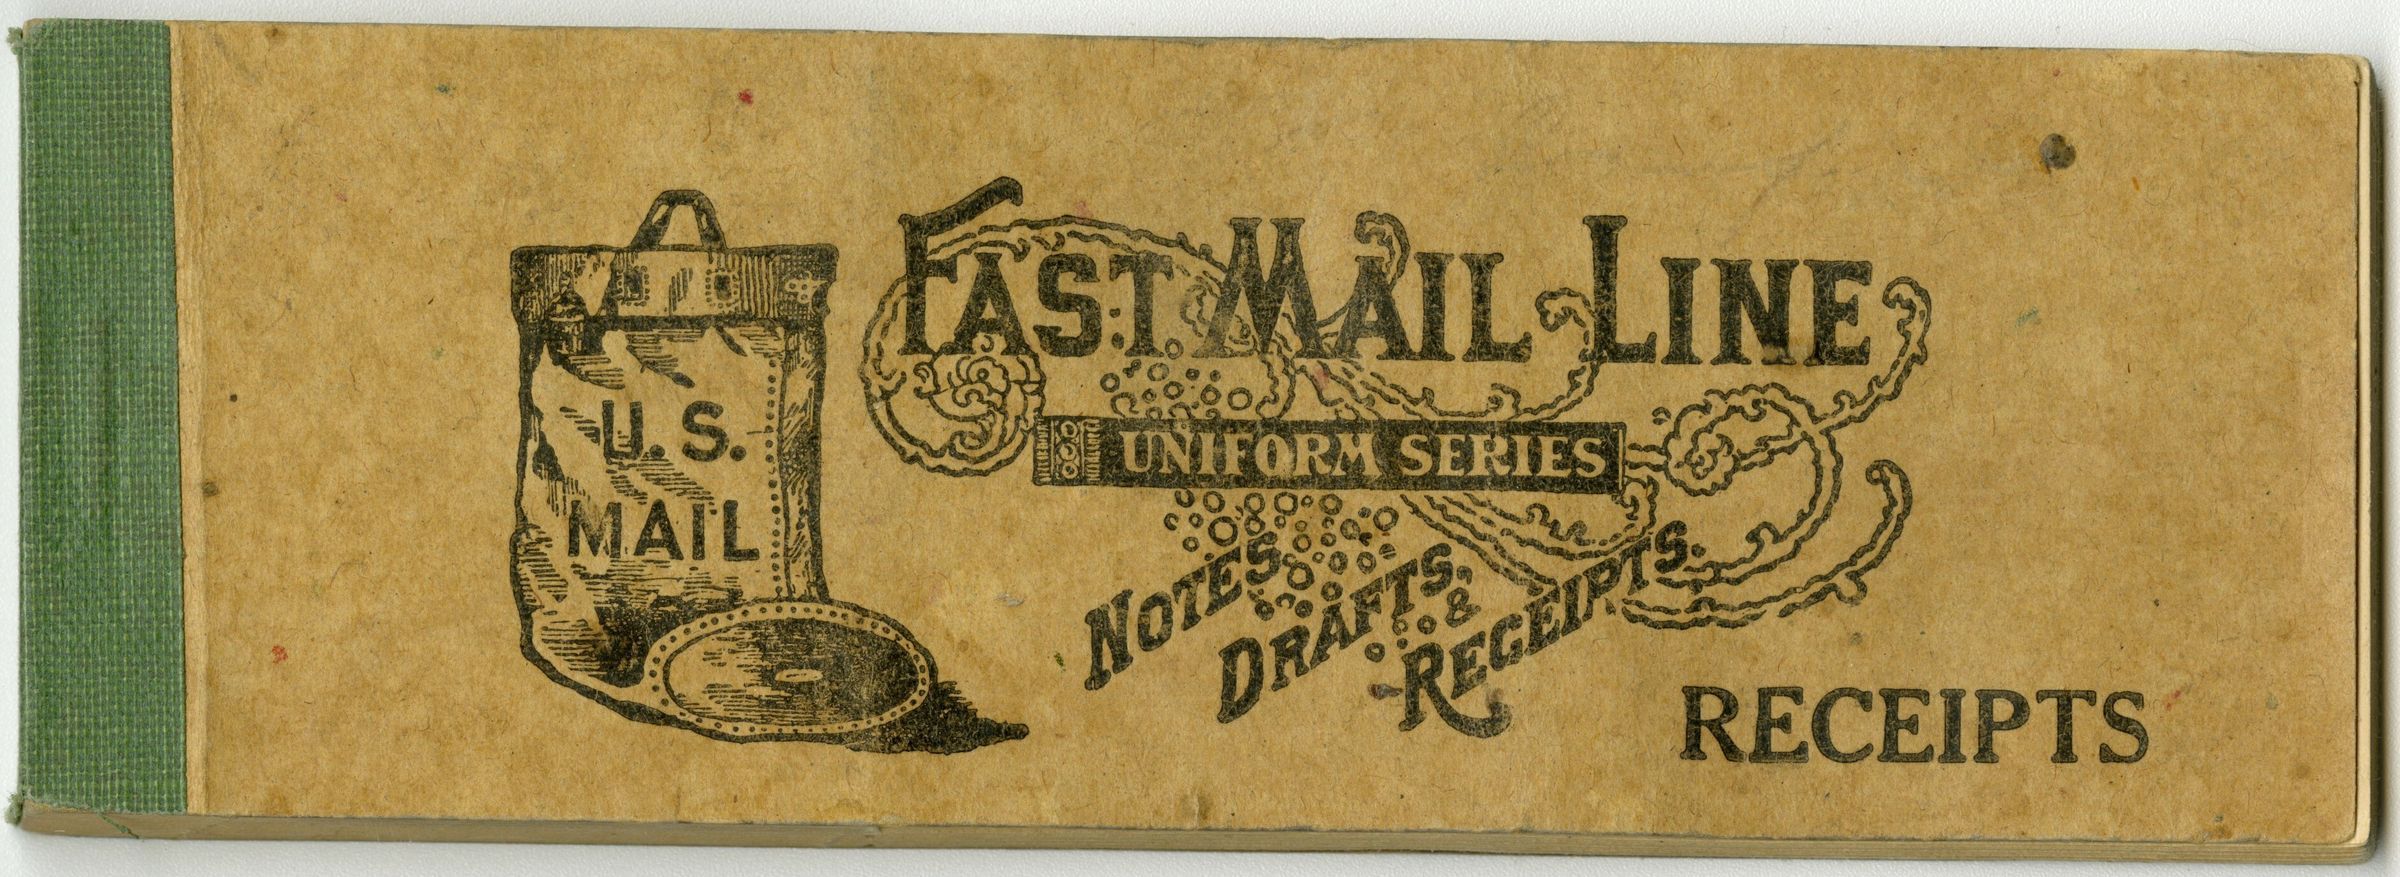 U.S.
MAIL
FAST MAIL LINE
UNIFORM SERIES
NOTES.
DRAFTS,
&
RECEIPTS.
RECEIPTS